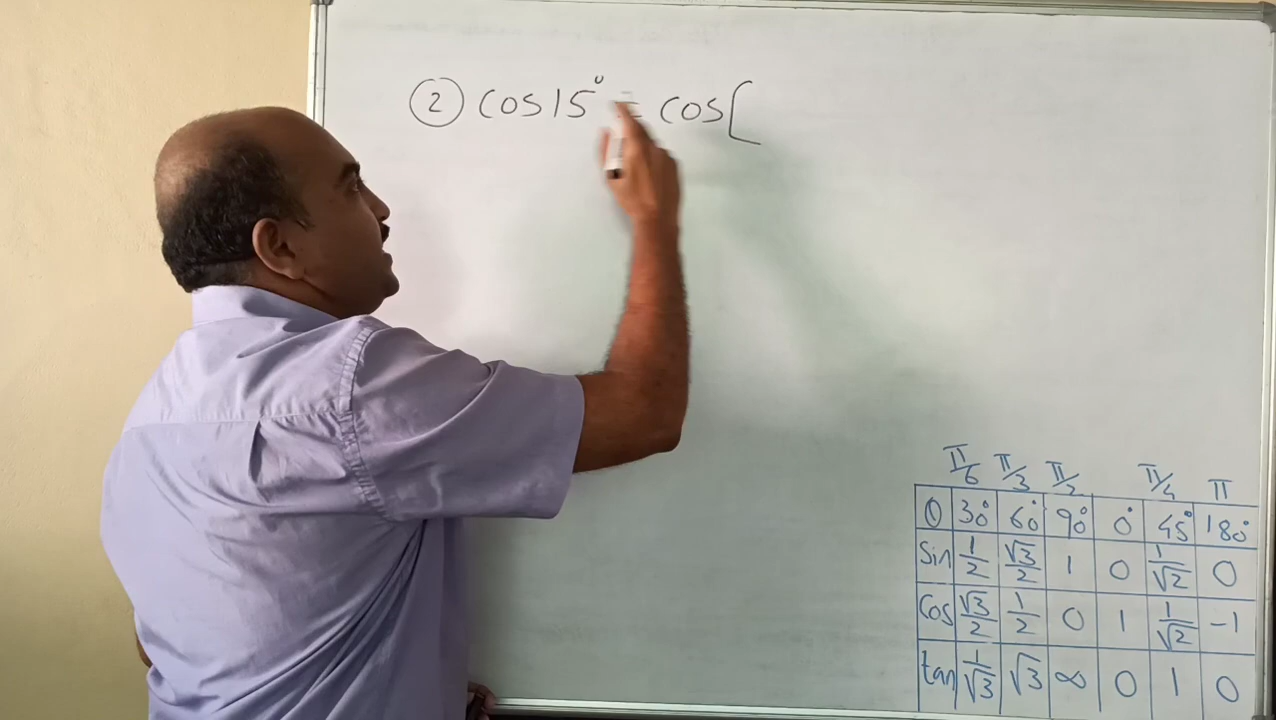 ② cos 15° = cos[
π/6 π/3 π/2 π/4 π
θ 30° 60° 90° 0° 45° 180°
Sin 1/2 √3/2 1 0 1/√2 0
Cos √3/2 1/2 0 1 1/√2 -1
tan 1/√3 √3 ∞ 0 1 0